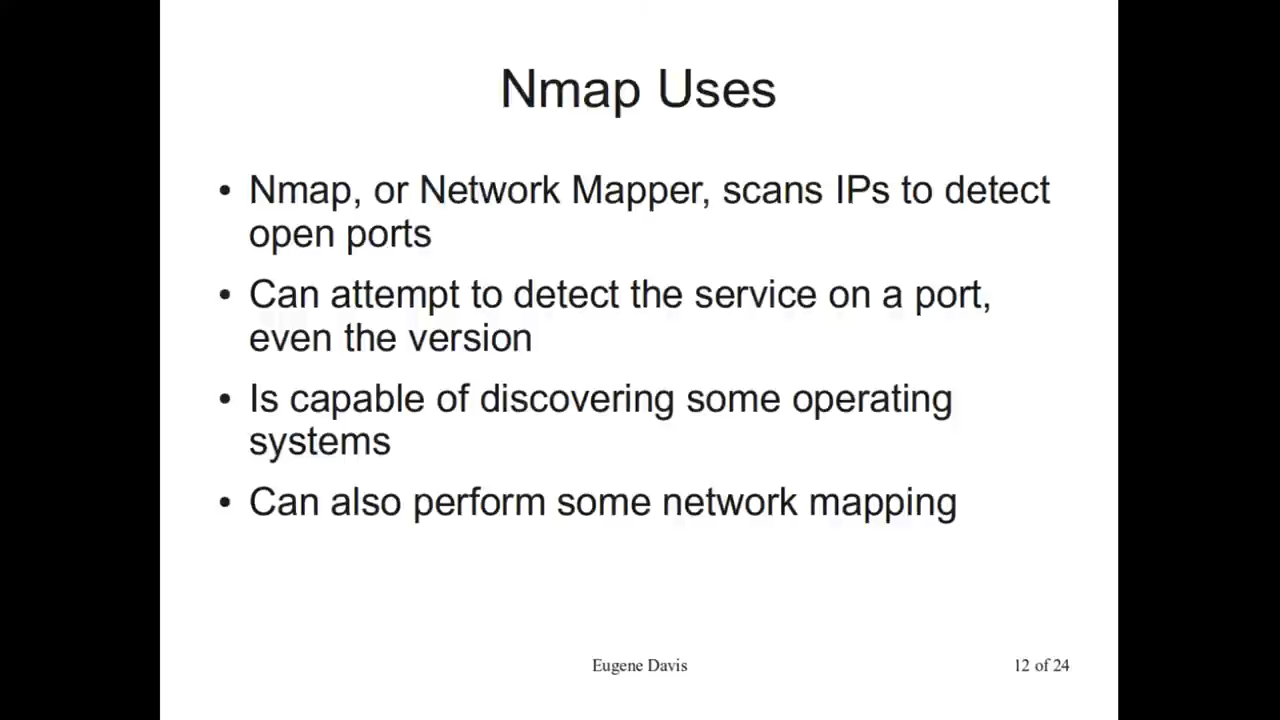 Nmap Uses
• Nmap, or Network Mapper, scans IPs to detect
open ports
• Can attempt to detect the service on a port,
even the version
• Is capable of discovering some operating
systems
• Can also perform some network mapping
Eugene Davis
12 of 24